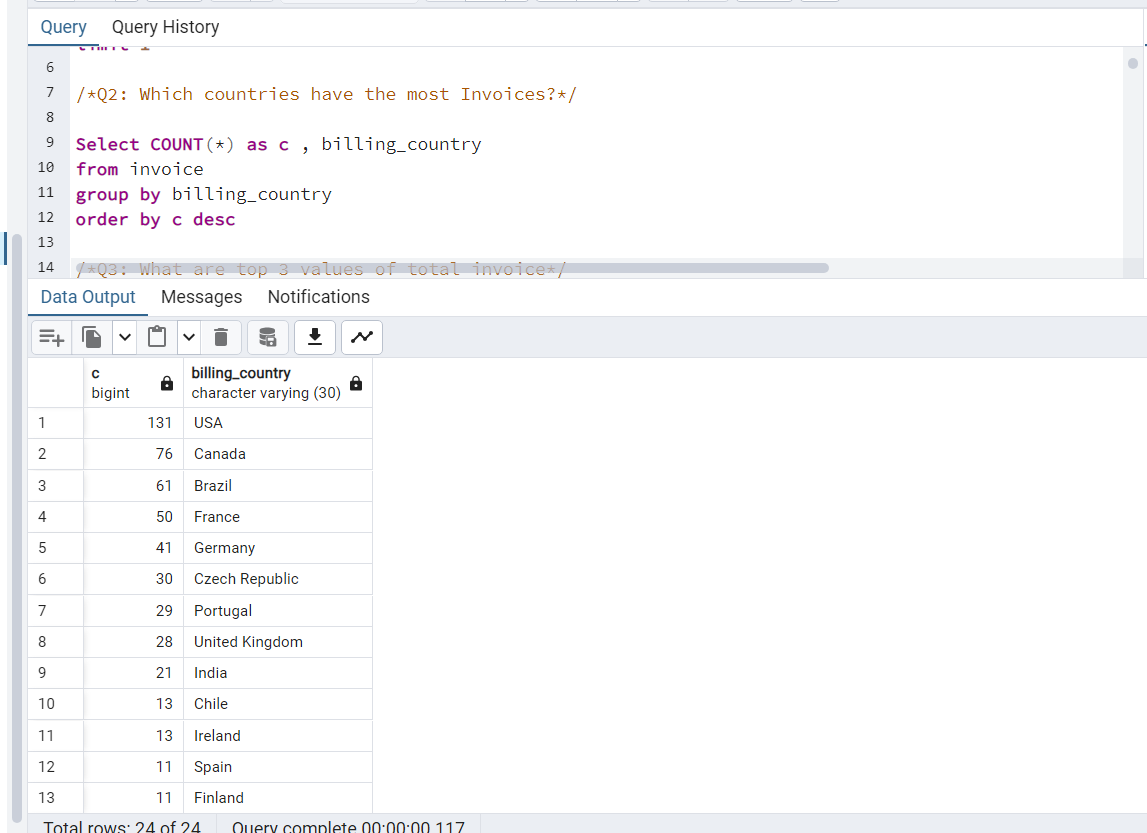 Query Query History
limit 1
6
7 /*Q2: Which countries have the most Invoices?*/
8
9 Select COUNT(*) as c , billing_country
10 from invoice
11 group by billing_country
12 order by c desc
13
14 /*Q3: What are top 3 values of total invoice*/
Data Output Messages Notifications
c billing_country
bigint character varying (30)
1 131 USA
2 76 Canada
3 61 Brazil
4 50 France
5 41 Germany
6 30 Czech Republic
7 29 Portugal
8 28 United Kingdom
9 21 India
10 13 Chile
11 13 Ireland
12 11 Spain
13 11 Finland
Total rows: 24 of 24 Query complete 00:00:00.117